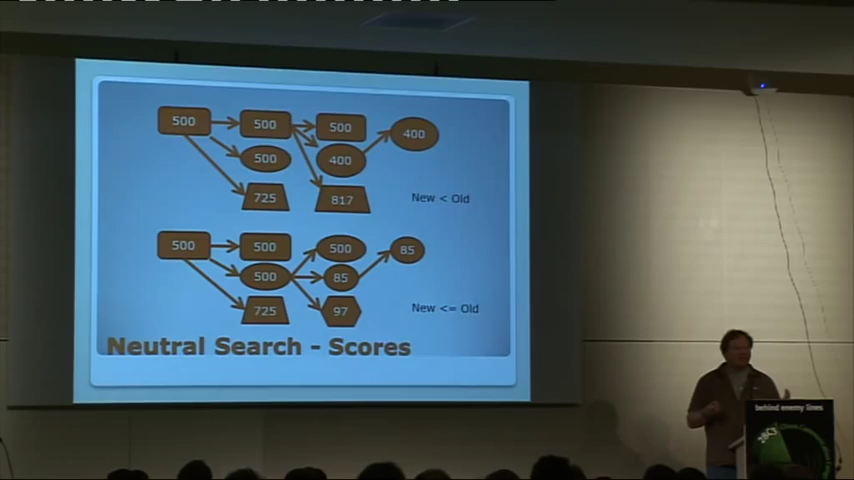 500 500 500 400
500 400
725 817
New < Old
500 500 500 85
500 85
725 97
New <= Old
Neutral Search - Scores
behind enemy lines